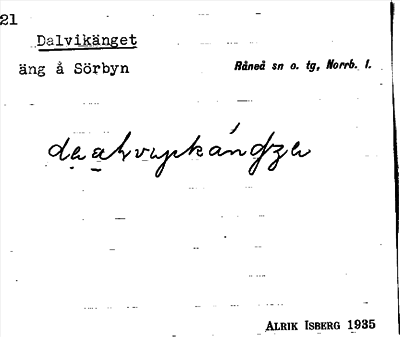 21
Dalvikänget
äng å Sörbyn Råneå sn o. tg, Norrb. l.
ALRIK ISBERG 1935